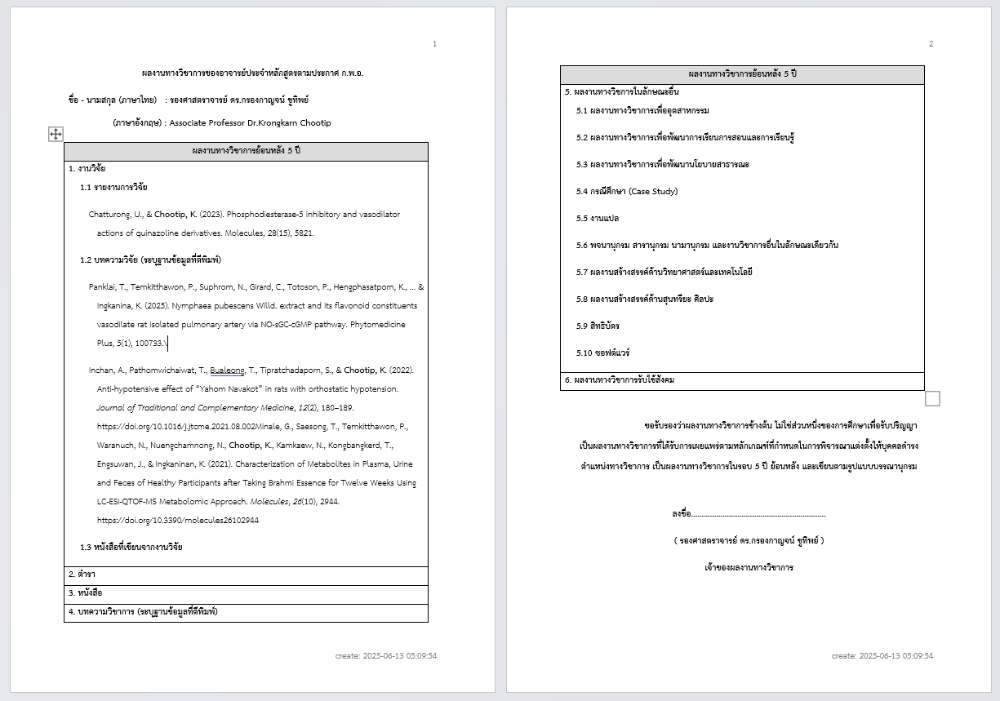 1
ผลงานทางวิชาการของอาจารย์ประจำหลักสูตรตามประกาศ ก.พ.อ.
ชื่อ - นามสกุล (ภาษาไทย) : รองศาสตราจารย์ ดร.กรองกาญจน์ ชูทิพย์
(ภาษาอังกฤษ) : Associate Professor Dr.Krongkarn Chootip
ผลงานทางวิชาการย้อนหลัง 5 ปี
1. งานวิจัย
1.1 รายงานการวิจัย
Chatturong, U., & Chootip, K. (2023). Phosphodiesterase-5 inhibitory and vasodilator
actions of quinazoline derivatives. Molecules, 28(15), 5821.
1.2 บทความวิจัย (ระบุฐานข้อมูลที่ตีพิมพ์)
Panklai, T., Temkitthawon, P., Suphrom, N., Girard, C., Totoson, P., Hengphasatporn, K., ... &
Ingkanina, K. (2025). Nymphaea pubescens Willd. extract and its flavonoid constituents
vasodilate rat isolated pulmonary artery via NO-sGC-cGMP pathway. Phytomedicine
Plus, 5(1), 100733.\
Inchan, A., Pathomwichaiwat, T., Bualeong, T., Tipratchadaporn, S., & Chootip, K. (2022).
Anti-hypotensive effect of “Yahom Navakot” in rats with orthostatic hypotension.
Journal of Traditional and Complementary Medicine, 12(2), 180–189.
https://doi.org/10.1016/j.jtcme.2021.08.002Minale, G., Saesong, T., Temkitthawon, P.,
Waranuch, N., Nuengchamnong, N., Chootip, K., Kamkaew, N., Kongbangkerd, T.,
Engsuwan, J., & Ingkaninan, K. (2021). Characterization of Metabolites in Plasma, Urine
and Feces of Healthy Participants after Taking Brahmi Essence for Twelve Weeks Using
LC-ESI-QTOF-MS Metabolomic Approach. Molecules, 26(10), 2944.
https://doi.org/10.3390/molecules26102944
1.3 หนังสือที่เขียนจากงานวิจัย
2. ตำรา
3. หนังสือ
4. บทความวิชาการ (ระบุฐานข้อมูลที่ตีพิมพ์)
create: 2025-06-13 05:09:54
2
ผลงานทางวิชาการย้อนหลัง 5 ปี
5. ผลงานทางวิชการในลักษณะอื่น
5.1 ผลงานทางวิชาการเพื่ออุตสาหกรรม
5.2 ผลงานทางวิชาการเพื่อพัฒนาการเรียนการสอนและการเรียนรู้
5.3 ผลงานทางวิชาการเพื่อพัฒนานโยบายสาธารณะ
5.4 กรณีศึกษา (Case Study)
5.5 งานแปล
5.6 พจนานุกรม สารานุกรม นามานุกรม และงานวิชาการอื่นในลักษณะเดียวกัน
5.7 ผลงานสร้างสรรค์ด้านวิทยาศาสตร์และเทคโนโลยี
5.8 ผลงานสร้างสรรค์ด้านสุนทรียะ ศิลปะ
5.9 สิทธิบัตร
5.10 ซอฟต์แวร์
6. ผลงานทางวิชาการรับใช้สังคม
ขอรับรองว่าผลงานทางวิชาการข้างต้น ไม่ใช่ส่วนหนึ่งของการศึกษาเพื่อรับปริญญา
เป็นผลงานทางวิชาการที่ได้รับการเผยแพร่ตามหลักเกณฑ์ที่กำหนดในการพิจารณาแต่งตั้งให้บุคคลดำรง
ตำแหน่งทางวิชาการ เป็นผลงานทางวิชาการในรอบ 5 ปี ย้อนหลัง และเขียนตามรูปแบบบรรณานุกรม
ลงชื่อ................................................................
( รองศาสตราจารย์ ดร.กรองกาญจน์ ชูทิพย์ )
เจ้าของผลงานทางวิชาการ
create: 2025-06-13 05:09:54